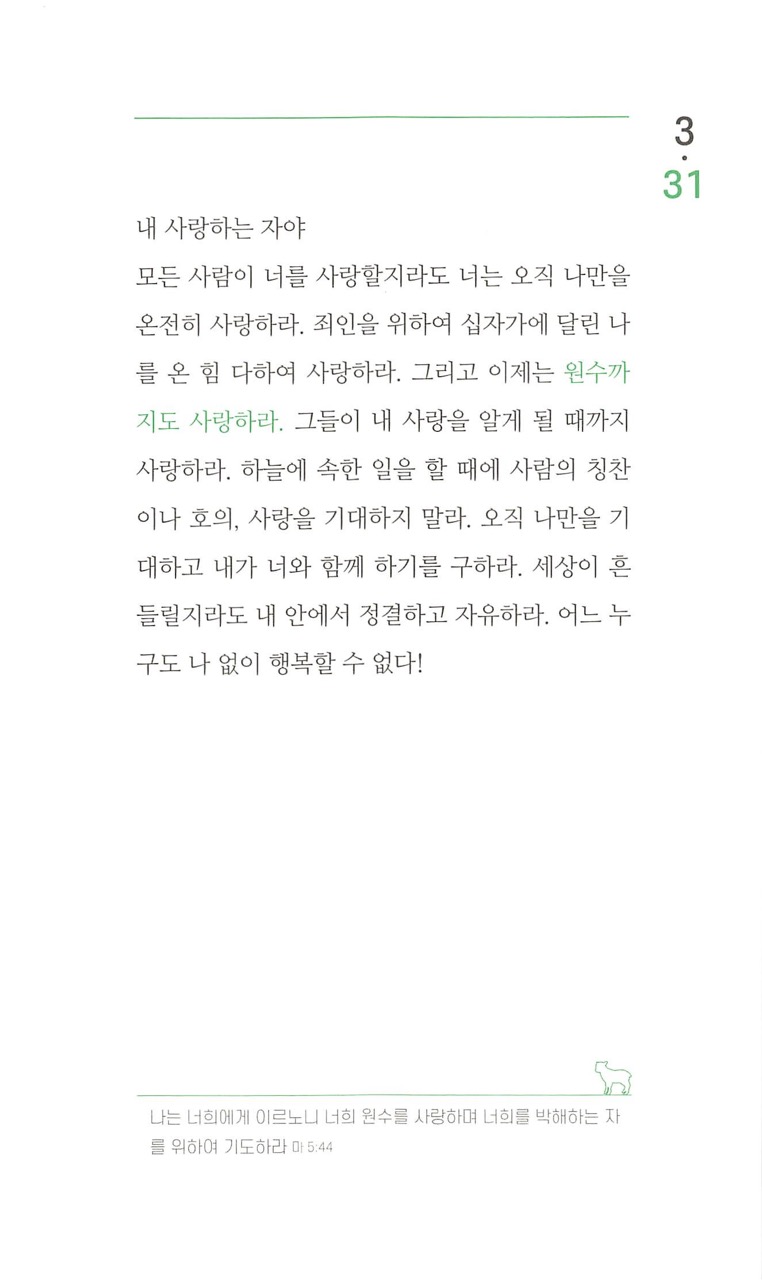 3
·
31
내 사랑하는 자야
모든 사람이 너를 사랑할지라도 너는 오직 나만을
온전히 사랑하라. 죄인을 위하여 십자가에 달린 나
를 온 힘 다하여 사랑하라. 그리고 이제는 원수까
지도 사랑하라. 그들이 내 사랑을 알게 될 때까지
사랑하라. 하늘에 속한 일을 할 때에 사람의 칭찬
이나 호의, 사랑을 기대하지 말라. 오직 나만을 기
대하고 내가 너와 함께 하기를 구하라. 세상이 흔
들릴지라도 내 안에서 정결하고 자유하라. 어느 누
구도 나 없이 행복할 수 없다!
나는 너희에게 이르노니 너희 원수를 사랑하며 너희를 박해하는 자
를 위하여 기도하라 마 5:44